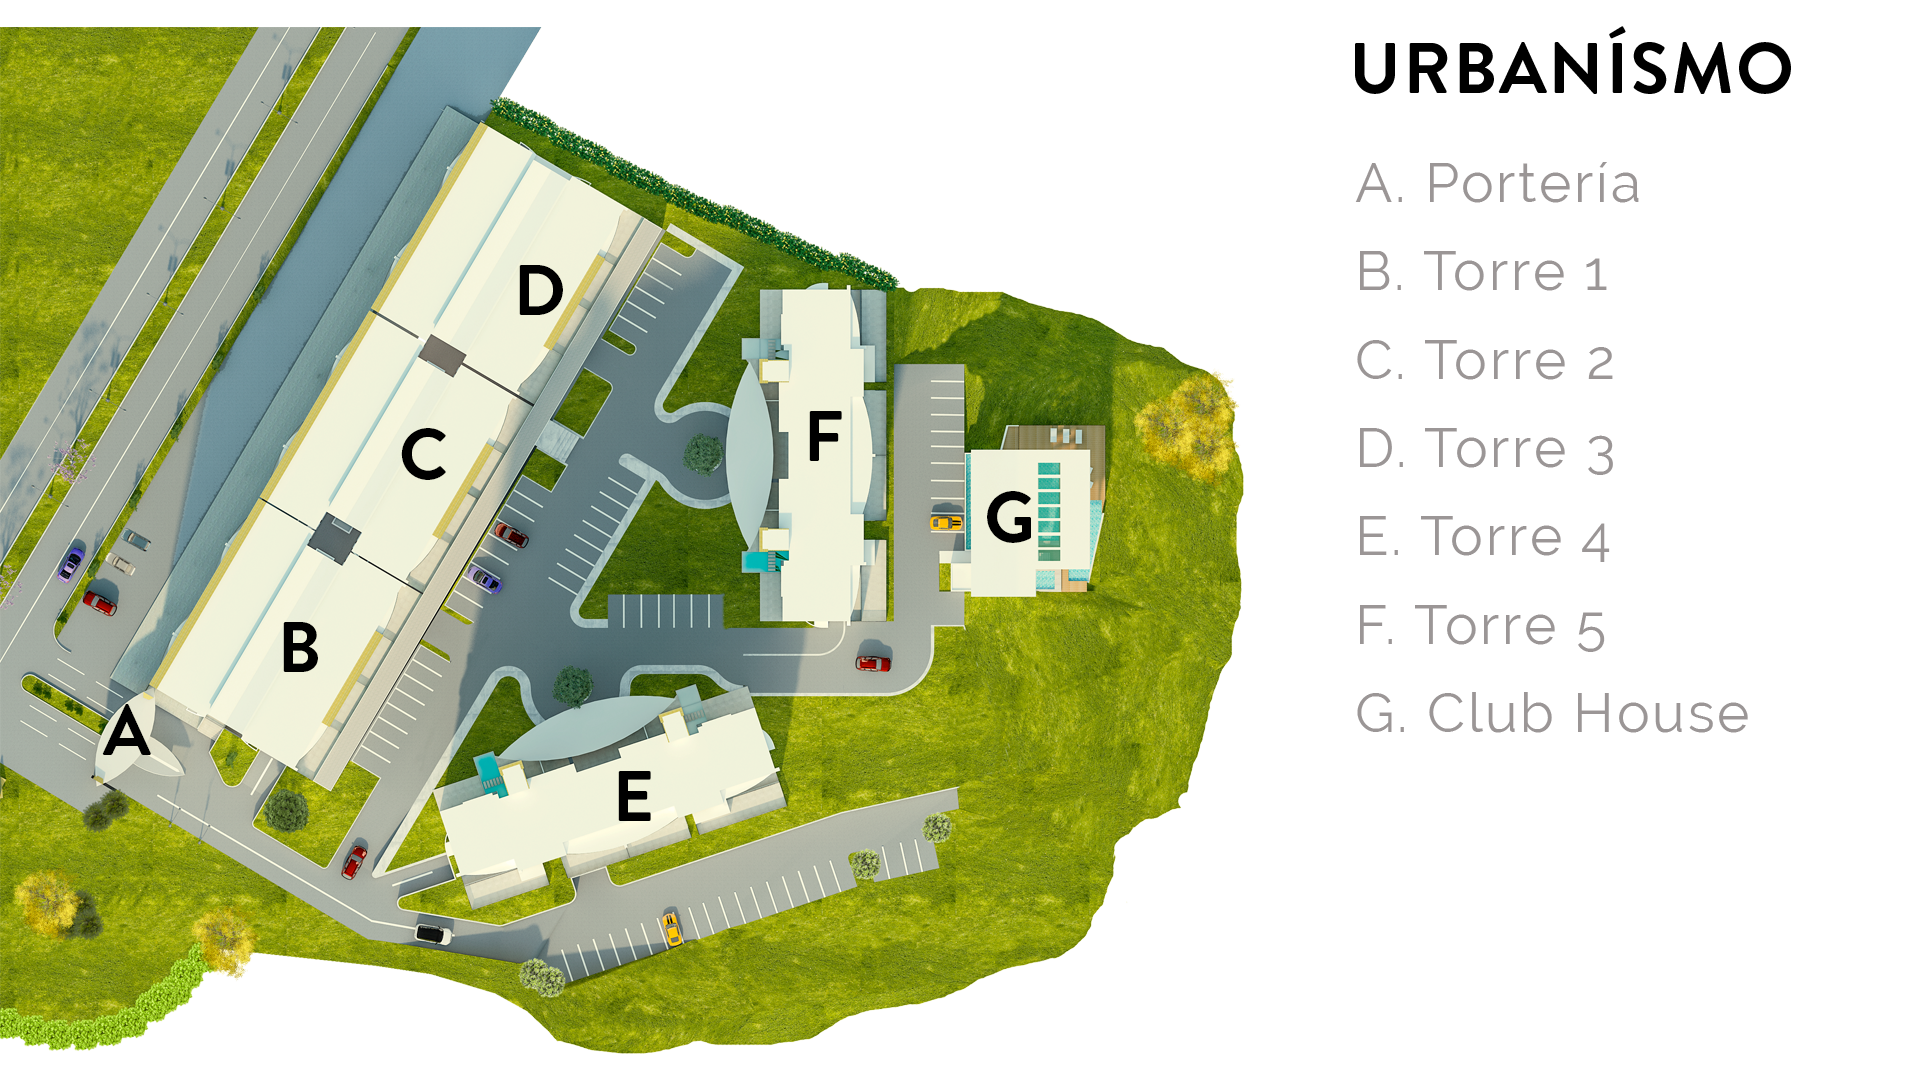 URBANÍSMO
A. Portería
B. Torre 1
C. Torre 2
D. Torre 3
E. Torre 4
F. Torre 5
G. Club House
D
F
C
G
B
A
E